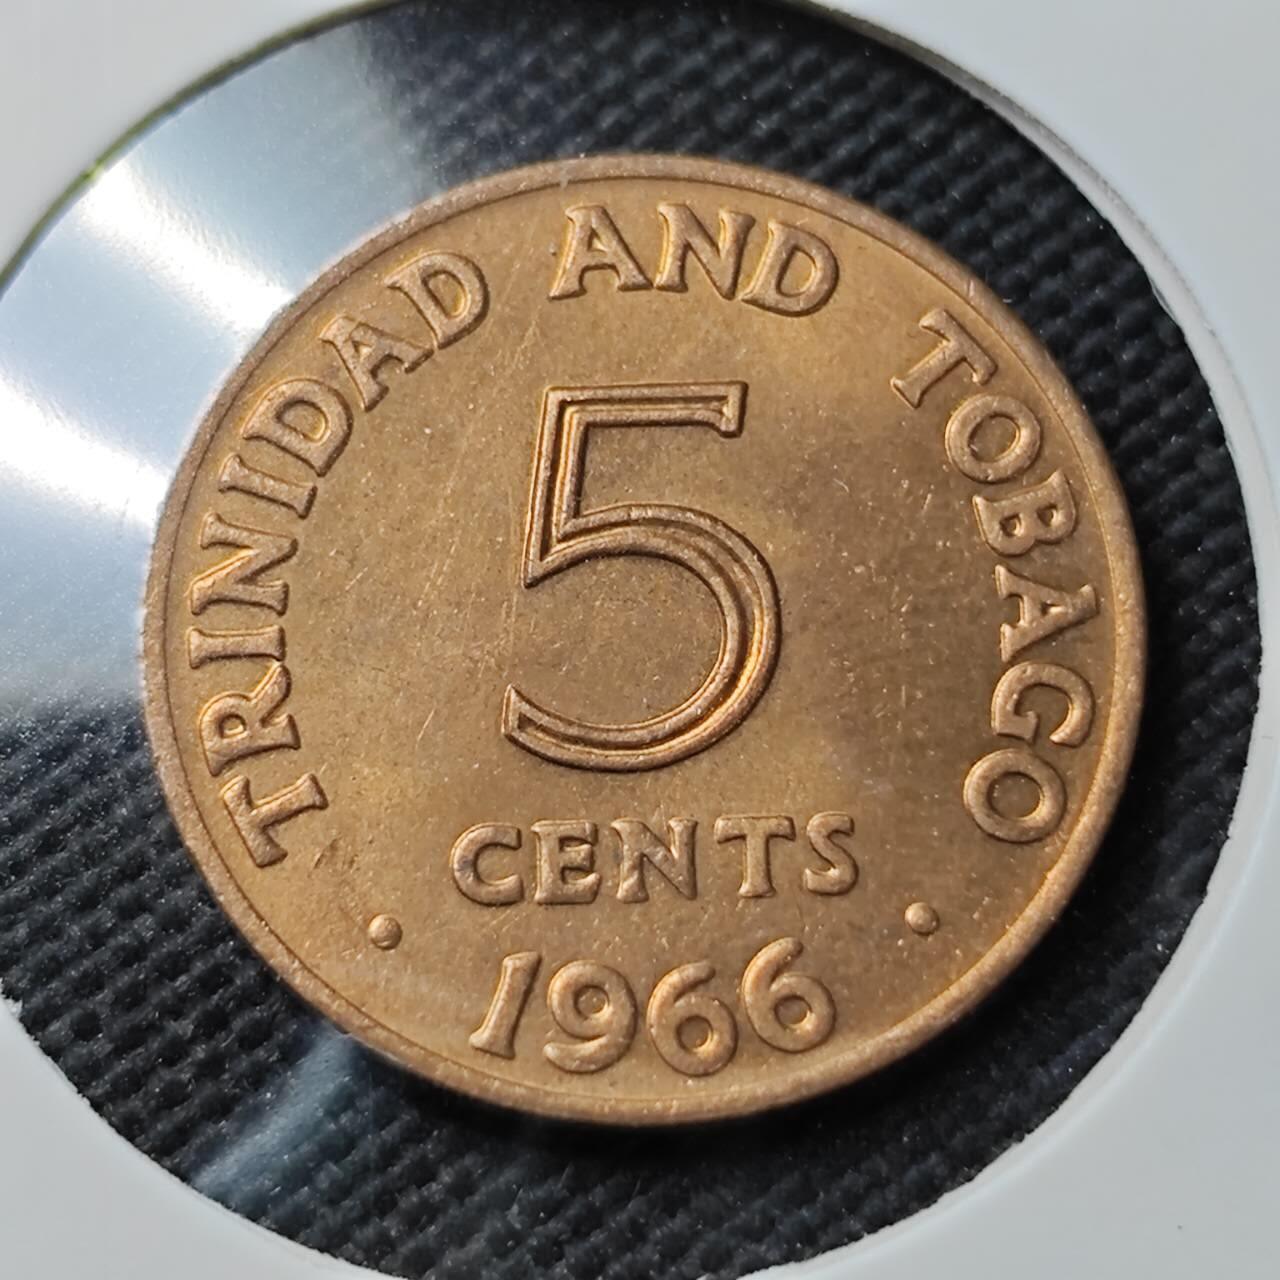 TRINIDAD AND TOBAGO
5
CENTS
• 1966 •